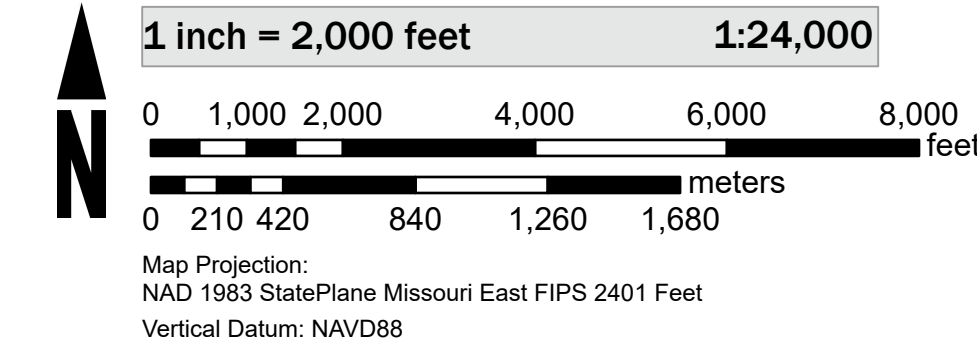 1 inch = 2,000 feet 1:24,000
0 1,000 2,000 4,000 6,000 8,000
feet
N
meters
0 210 420 840 1,260 1,680
Map Projection:
NAD 1983 StatePlane Missouri East FIPS 2401 Feet
Vertical Datum: NAVD88